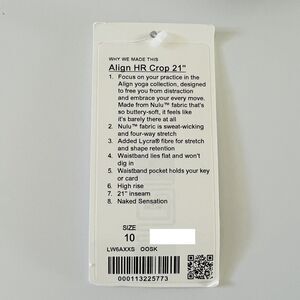 WHY WE MADE THIS
Align HR Crop 21"
1. Focus on your practice in the
Align yoga collection, designed
to free you from distraction
and embrace your every move.
Made from Nulu™ fabric that's
so buttery-soft, it feels like
it's barely there at all
2. Nulu™ fabric is sweat-wicking
and four-way stretch
3. Added Lycra® fibre for stretch
and shape retention
4. Waistband lies flat and won't
dig in
5. Waistband pocket holds your key
or card
6. High rise
7. 21" inseam
8. Naked Sensation
SIZE
10
LW6AXXS OOSK
000113225773